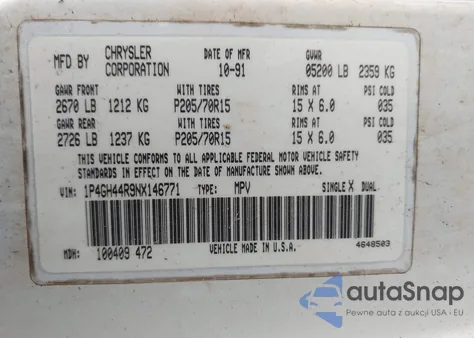 MFD BY CHRYSLER CORPORATION DATE OF MFR 10-91 GVWR 05200 LB 2359 KG
GAWR FRONT WITH TIRES RIMS AT PSI COLD
2670 LB 1212 KG P205/70R15 15 X 6.0 035
GAWR REAR WITH TIRES RIMS AT PSI COLD
2726 LB 1237 KG P205/70R15 15 X 6.0 035
THIS VEHICLE CONFORMS TO ALL APPLICABLE FEDERAL MOTOR VEHICLE SAFETY
STANDARDS IN EFFECT ON THE DATE OF MANUFACTURE SHOWN ABOVE.
VIN: 1P4GH44R9NX146771 TYPE: MPV SINGLE X DUAL
MDH: 100409 472 VEHICLE MADE IN U.S.A. 4648503
autoSnap
Pewne auta z aukcji USA i EU